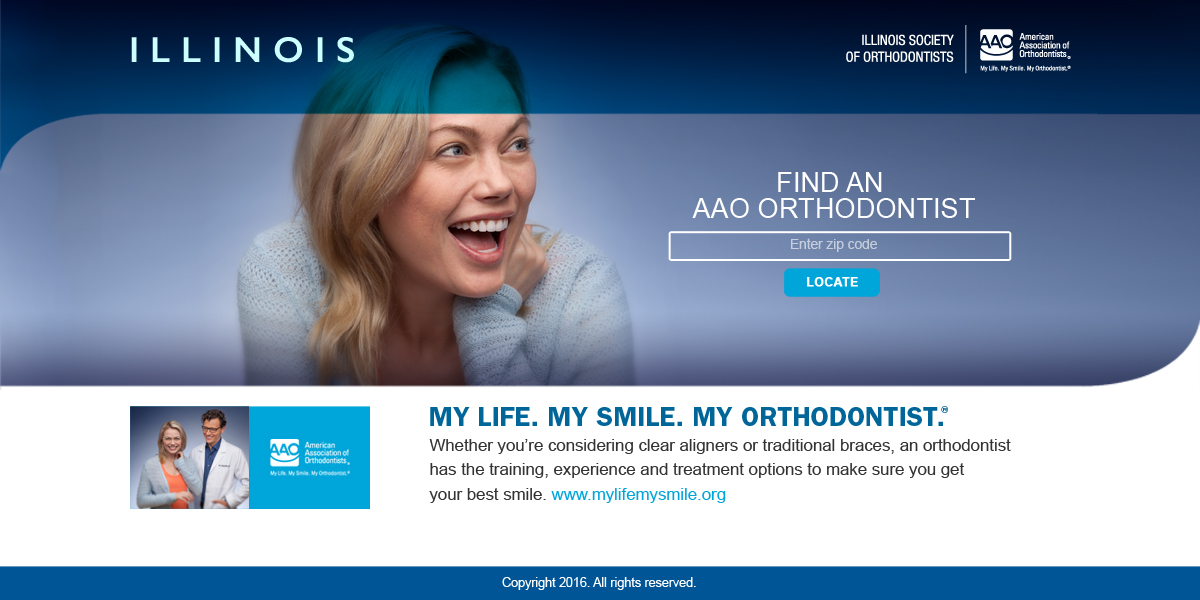 ILLINOIS
ILLINOIS SOCIETY
OF ORTHODONTISTS
AAO
American
Association of
Orthodontists®
My Life. My Smile. My Orthodontist.®
FIND AN
AAO ORTHODONTIST
Enter zip code
LOCATE
AAO
American
Association of
Orthodontists®
My Life. My Smile. My Orthodontist.®
MY LIFE. MY SMILE. MY ORTHODONTIST.®
Whether you’re considering clear aligners or traditional braces, an orthodontist
has the training, experience and treatment options to make sure you get
your best smile. www.mylifemysmile.org
Copyright 2016. All rights reserved.